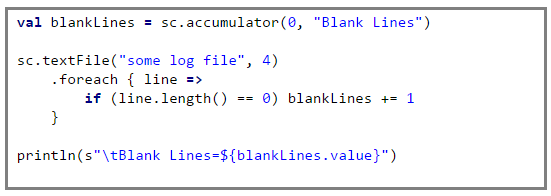 val blankLines = sc.accumulator(0, "Blank Lines")
sc.textFile("some log file", 4)
    .foreach { line =>
        if (line.length() == 0) blankLines += 1
    }
println(s"\tBlank Lines=${blankLines.value}")